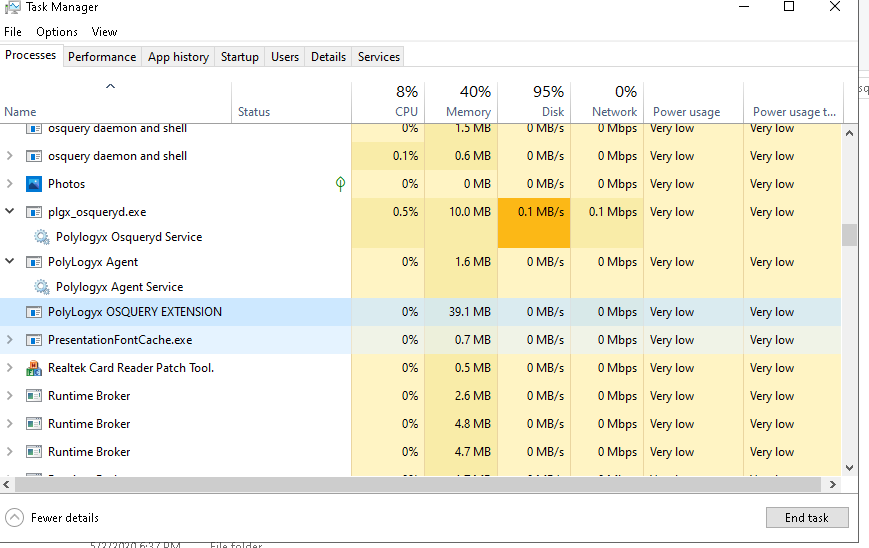 Task Manager
File Options View
Processes Performance App history Startup Users Details Services
8% 40% 95% 0%
Name Status CPU Memory Disk Network Power usage Power usage t...
osquery daemon and shell 0% 1.5 MB 0 MB/s 0 Mbps Very low Very low
osquery daemon and shell 0.1% 0.6 MB 0 MB/s 0 Mbps Very low Very low
Photos 0% 0 MB 0 MB/s 0 Mbps Very low Very low
plgx_osqueryd.exe 0.5% 10.0 MB 0.1 MB/s 0.1 Mbps Very low Very low
Polylogyx Osqueryd Service
PolyLogyx Agent 0% 1.6 MB 0 MB/s 0 Mbps Very low Very low
Polylogyx Agent Service
PolyLogyx OSQUERY EXTENSION 0% 39.1 MB 0 MB/s 0 Mbps Very low Very low
PresentationFontCache.exe 0% 0.7 MB 0 MB/s 0 Mbps Very low Very low
Realtek Card Reader Patch Tool. 0% 0.5 MB 0 MB/s 0 Mbps Very low Very low
Runtime Broker 0% 2.6 MB 0 MB/s 0 Mbps Very low Very low
Runtime Broker 0% 4.8 MB 0 MB/s 0 Mbps Very low Very low
Runtime Broker 0% 4.7 MB 0 MB/s 0 Mbps Very low Very low
Fewer details End task
5/2/2020 6:37 PM File folder